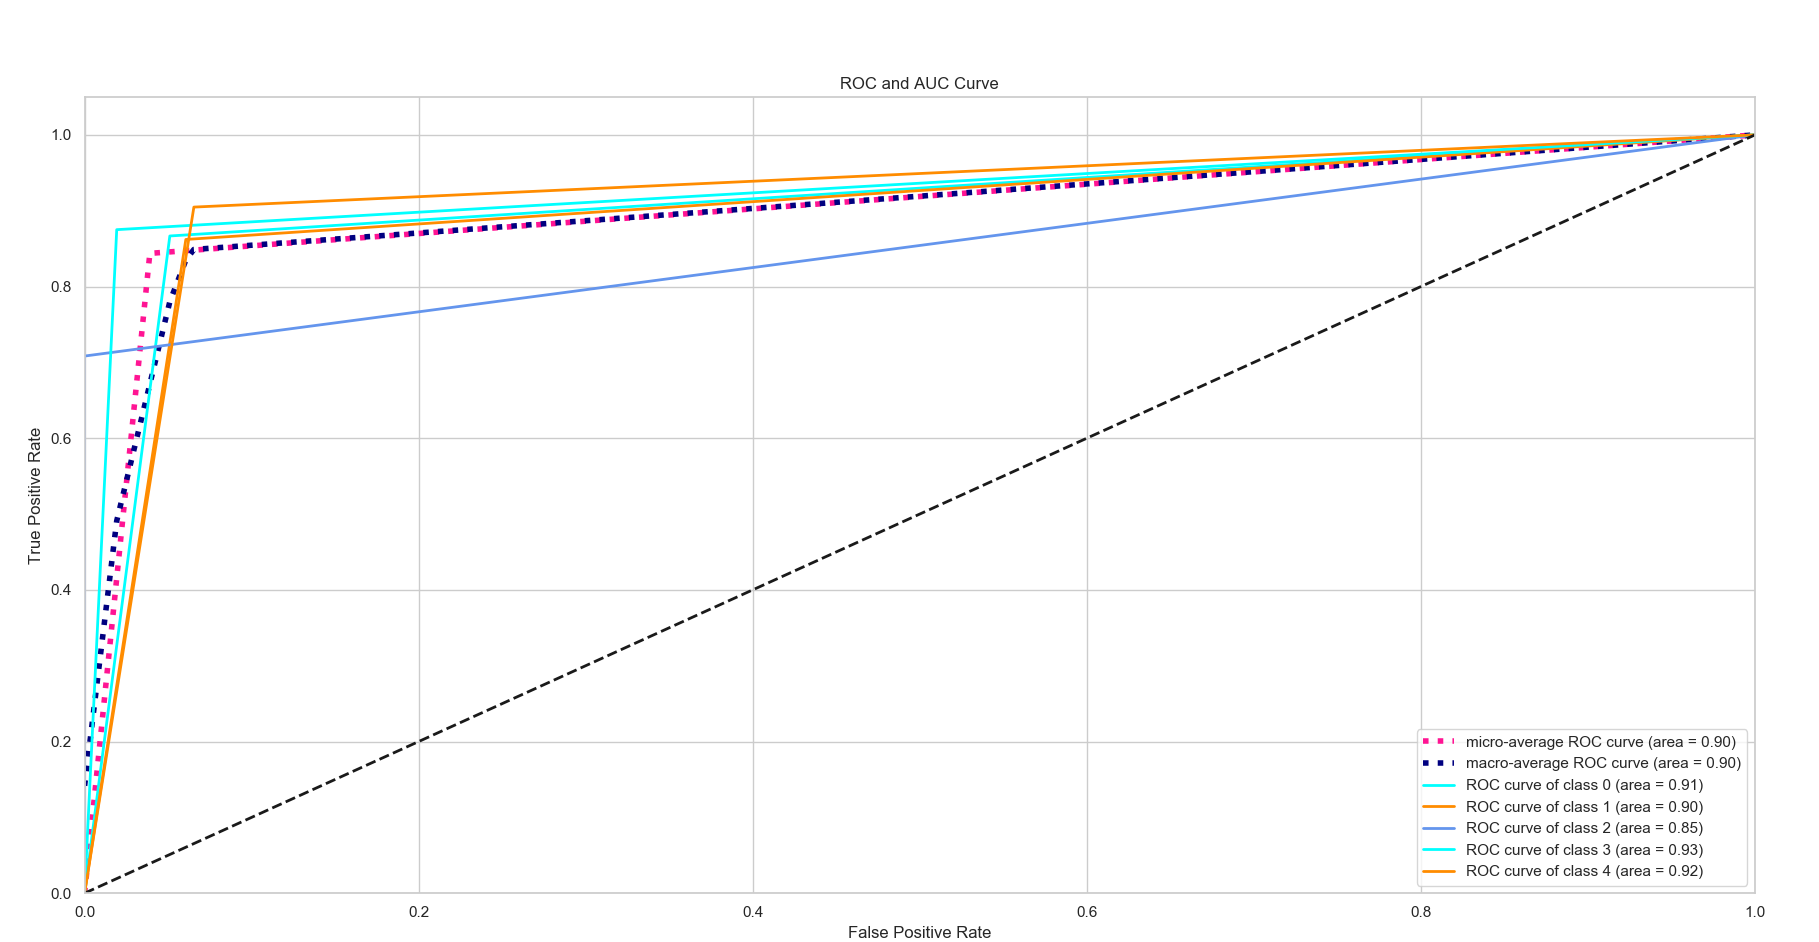 ROC and AUC Curve
1.0
0.8
0.6
0.4
0.2
0.0
True Positive Rate
0.0 0.2 0.4 0.6 0.8 1.0
False Positive Rate
micro-average ROC curve (area = 0.90)
macro-average ROC curve (area = 0.90)
ROC curve of class 0 (area = 0.91)
ROC curve of class 1 (area = 0.90)
ROC curve of class 2 (area = 0.85)
ROC curve of class 3 (area = 0.93)
ROC curve of class 4 (area = 0.92)